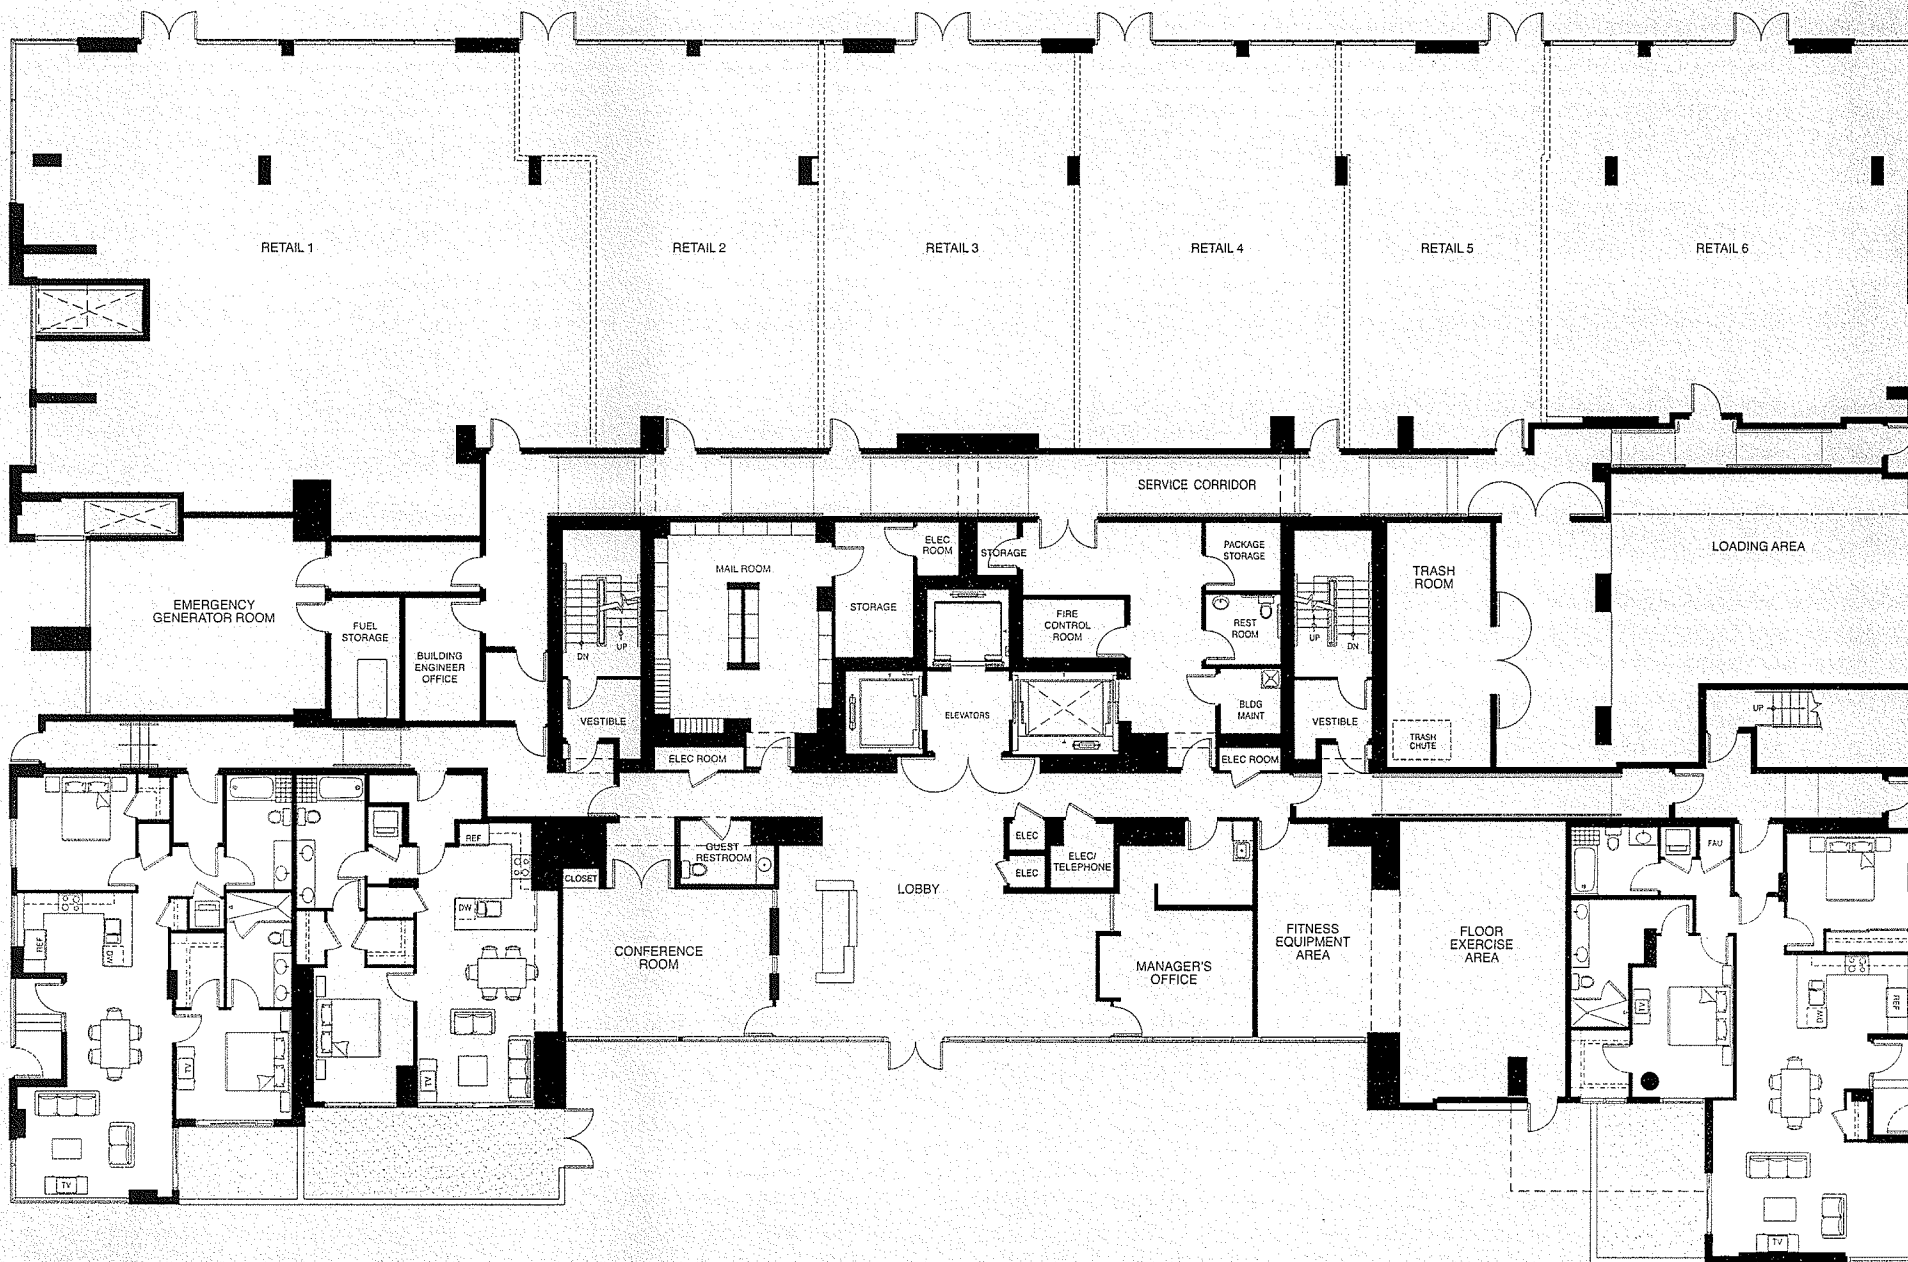 RETAIL 1
RETAIL 2
RETAIL 3
RETAIL 4
RETAIL 5
RETAIL 6
SERVICE CORRIDOR
LOADING AREA
EMERGENCY
GENERATOR ROOM
FUEL
STORAGE
BUILDING
ENGINEER
OFFICE
DN
UP
VESTIBLE
MAIL ROOM
STORAGE
ELEC
ROOM
STORAGE
FIRE
CONTROL
ROOM
ELEVATORS
PACKAGE
STORAGE
REST
ROOM
BLDG
MAINT
UP
DN
VESTIBLE
TRASH
ROOM
TRASH
CHUTE
UP
ELEC ROOM
ELEC ROOM
REF
DW
TV
TV
TV
REF
DW
CLOSET
GUEST
RESTROOM
CONFERENCE
ROOM
LOBBY
ELEC
ELEC
ELEC/
TELEPHONE
MANAGER'S
OFFICE
FITNESS
EQUIPMENT
AREA
FLOOR
EXERCISE
AREA
FAU
TV
DW
REF
TV